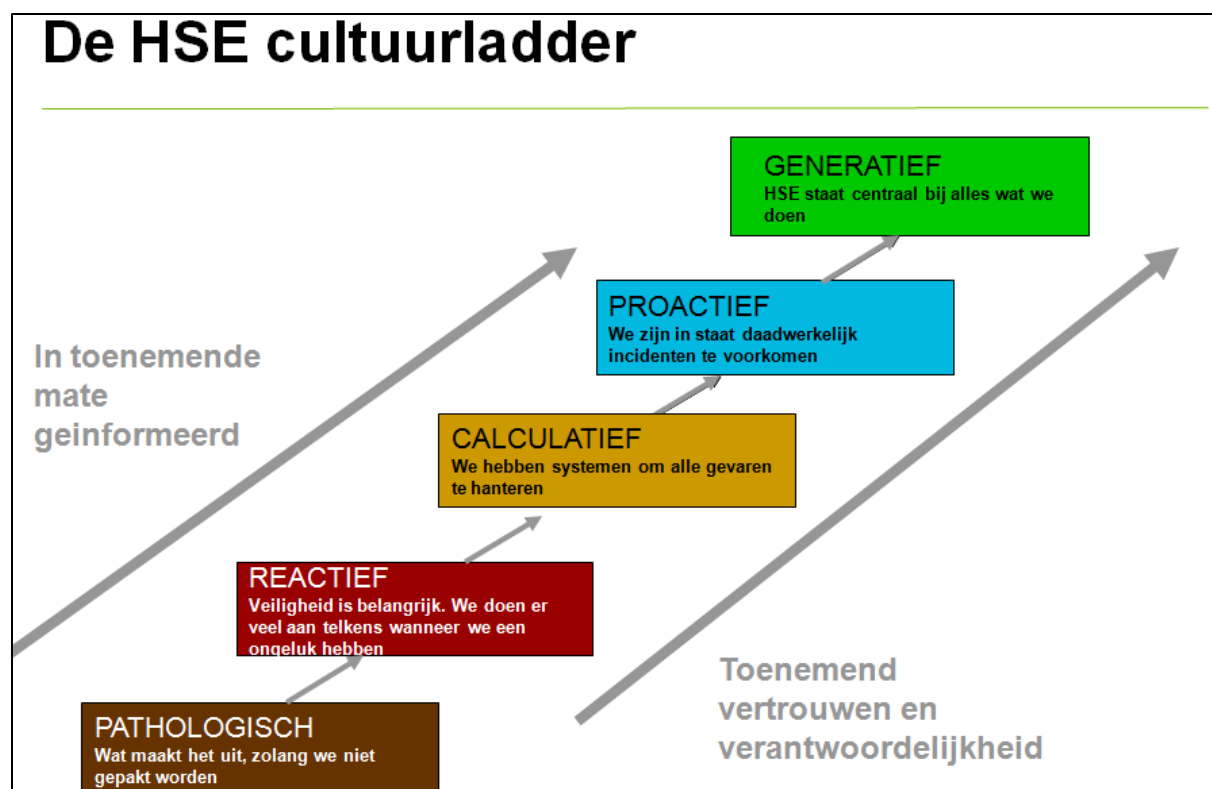 De HSE cultuurladder
GENERATIEF
HSE staat centraal bij alles wat we
doen
PROACTIEF
We zijn in staat daadwerkelijk
incidenten te voorkomen
In toenemende
mate
geinformeerd
CALCULATIEF
We hebben systemen om alle gevaren
te hanteren
REACTIEF
Veiligheid is belangrijk. We doen er
veel aan telkens wanneer we een
ongeluk hebben
Toenemend
vertrouwen en
verantwoordelijkheid
PATHOLOGISCH
Wat maakt het uit, zolang we niet
gepakt worden